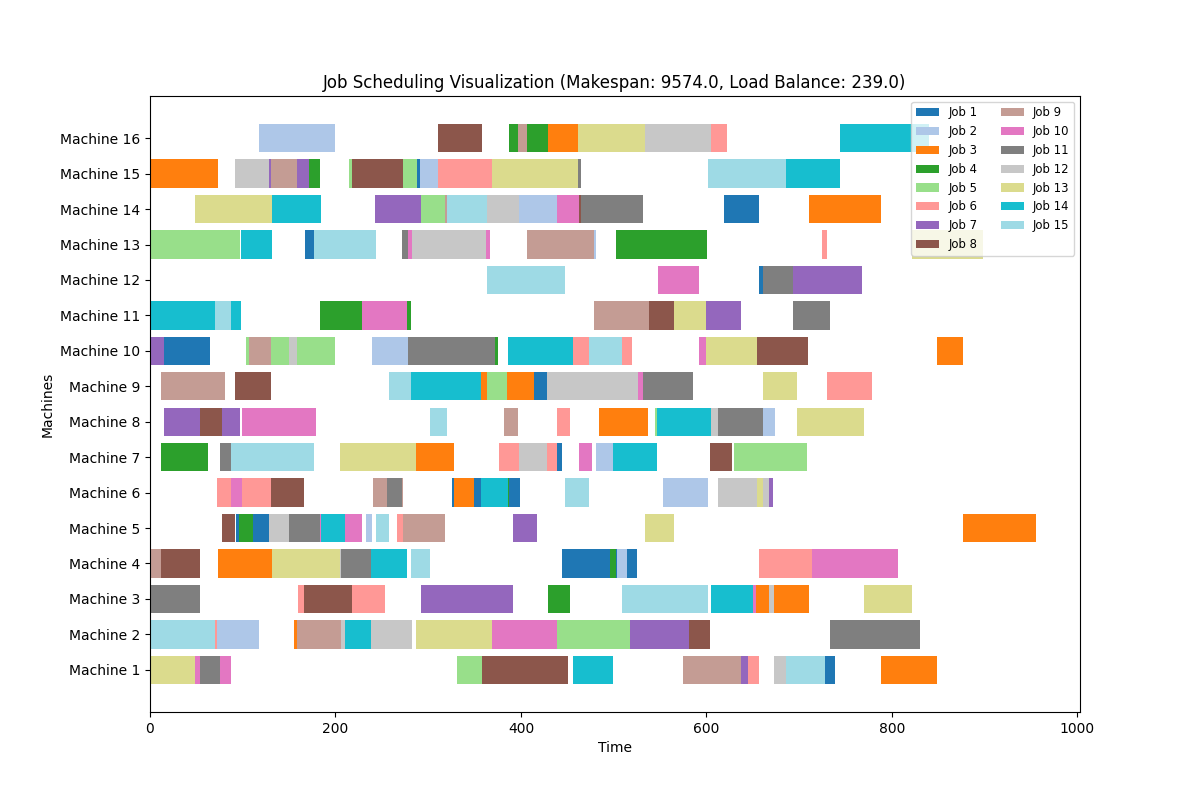 Job Scheduling Visualization (Makespan: 9574.0, Load Balance: 239.0)
Machine 16
Machine 15
Machine 14
Machine 13
Machine 12
Machine 11
Machine 10
Machine 9
Machine 8
Machine 7
Machine 6
Machine 5
Machine 4
Machine 3
Machine 2
Machine 1
Machines
Job 1
Job 2
Job 3
Job 4
Job 5
Job 6
Job 7
Job 8
Job 9
Job 10
Job 11
Job 12
Job 13
Job 14
Job 15
0 200 400 600 800 1000
Time